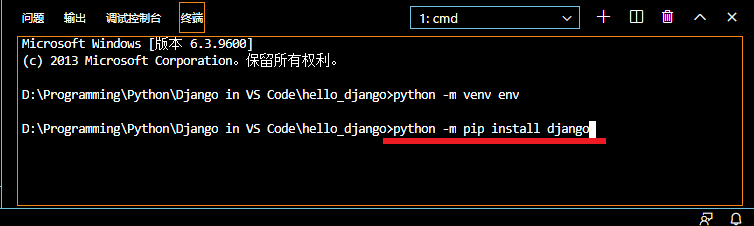 问题 输出 调试控制台 终端 1: cmd
Microsoft Windows [版本 6.3.9600]
(c) 2013 Microsoft Corporation。保留所有权利。
D:\Programming\Python\Django in VS Code\hello_django>python -m venv env
D:\Programming\Python\Django in VS Code\hello_django>python -m pip install django